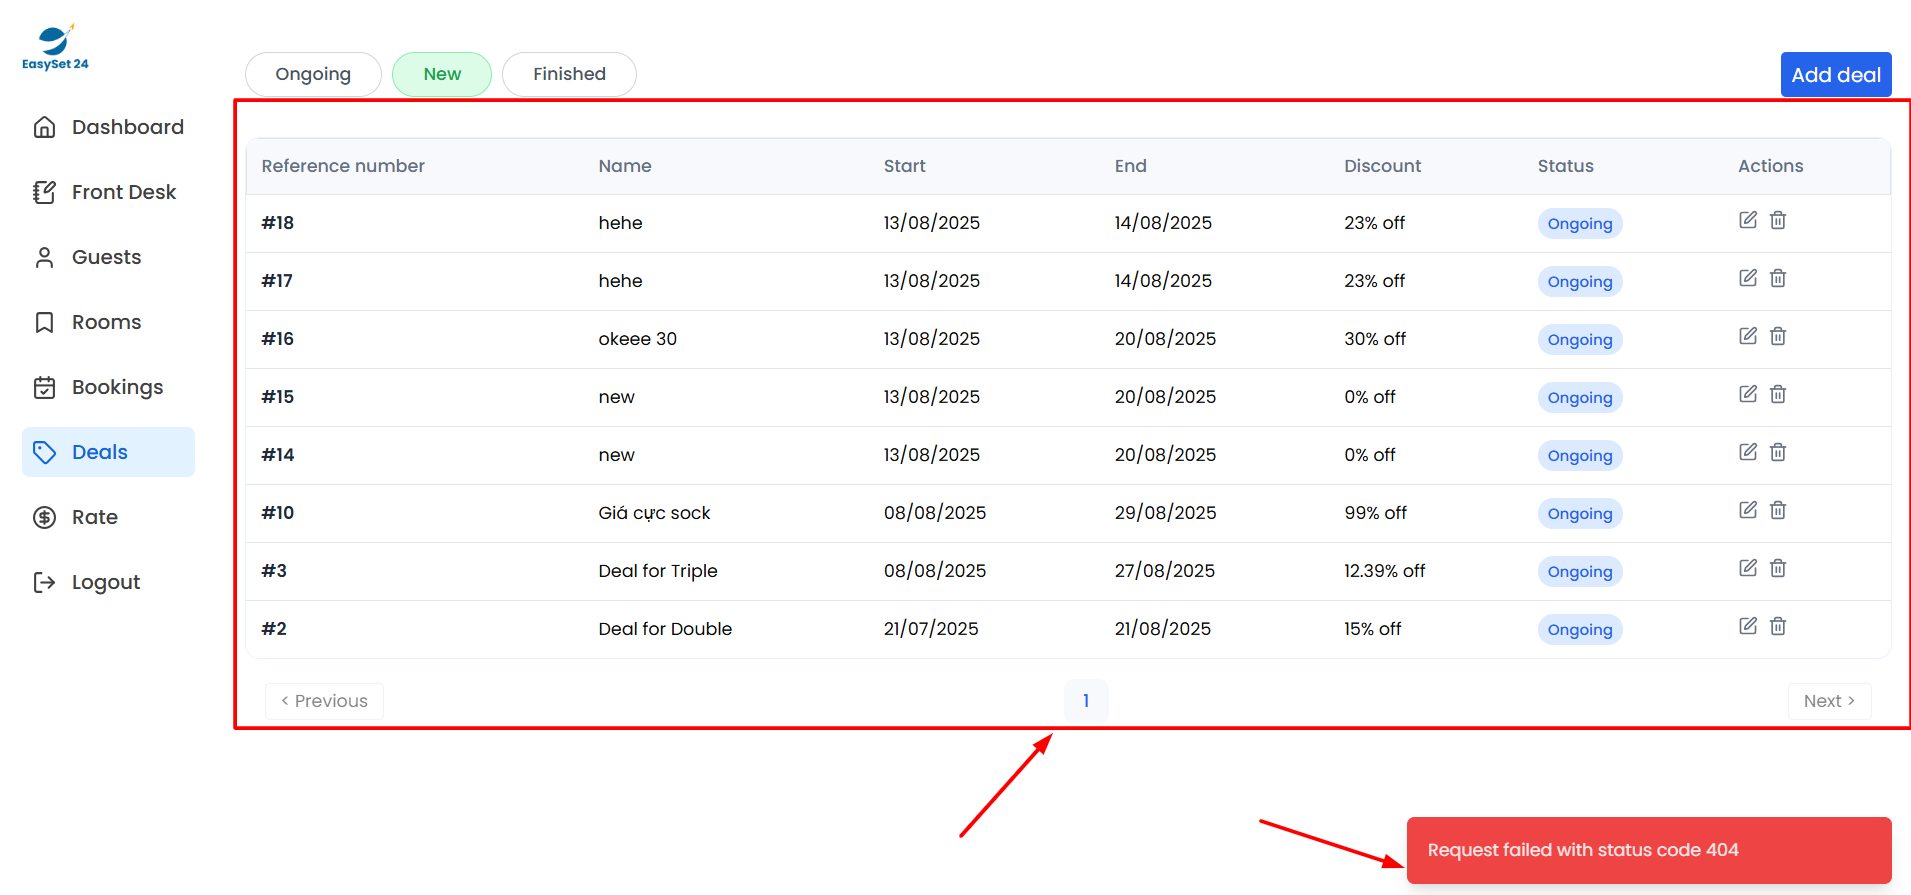 EasySet 24
Ongoing New Finished Add deal
Dashboard
Front Desk
Guests
Rooms
Bookings
Deals
Rate
Logout
Reference number Name Start End Discount Status Actions
#18 hehe 13/08/2025 14/08/2025 23% off Ongoing
#17 hehe 13/08/2025 14/08/2025 23% off Ongoing
#16 okeee 30 13/08/2025 20/08/2025 30% off Ongoing
#15 new 13/08/2025 20/08/2025 0% off Ongoing
#14 new 13/08/2025 20/08/2025 0% off Ongoing
#10 Giá cực sock 08/08/2025 29/08/2025 99% off Ongoing
#3 Deal for Triple 08/08/2025 27/08/2025 12.39% off Ongoing
#2 Deal for Double 21/07/2025 21/08/2025 15% off Ongoing
< Previous 1 Next >
Request failed with status code 404